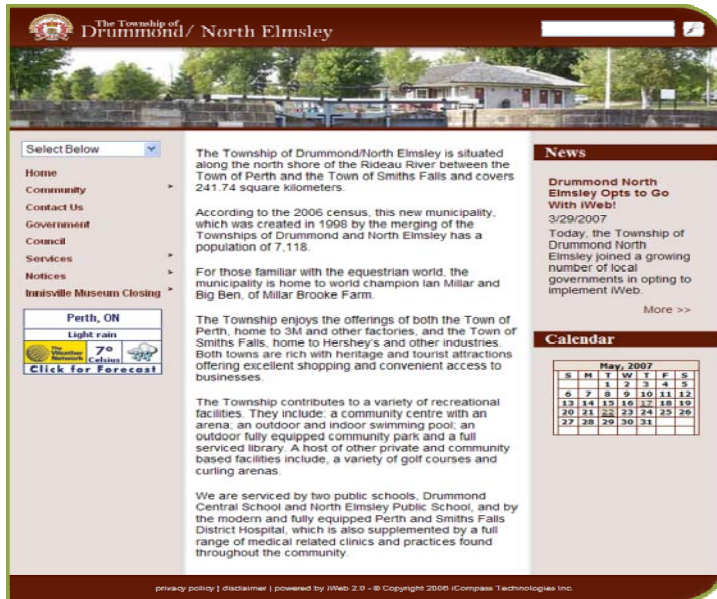 The Township of
Drummond/ North Elmsley
Select Below
Home
Community
Contact Us
Government
Council
Services
Notices
Innisville Museum Closing
Perth, ON
Light rain
The Weather Network
7°
Celsius
Click for Forecast
The Township of Drummond/North Elmsley is situated
along the north shore of the Rideau River between the
Town of Perth and the Town of Smiths Falls and covers
241.74 square kilometers.
According to the 2006 census, this new municipality,
which was created in 1998 by the merging of the
Townships of Drummond and North Elmsley has a
population of 7,118.
For those familiar with the equestrian world, the
municipality is home to world champion Ian Millar and
Big Ben, of Millar Brooke Farm.
The Township enjoys the offerings of both the Town of
Perth, home to 3M and other factories, and the Town of
Smiths Falls, home to Hershey's and other industries.
Both towns are rich with heritage and tourist attractions
offering excellent shopping and convenient access to
businesses.
The Township contributes to a variety of recreational
facilities. They include: a community centre with an
arena; an outdoor and indoor swimming pool; an
outdoor fully equipped community park and a full
serviced library. A host of other private and community
based facilities include, a variety of golf courses and
curling arenas.
We are serviced by two public schools, Drummond
Central School and North Elmsley Public School, and by
the modern and fully equipped Perth and Smiths Falls
District Hospital, which is also supplemented by a full
range of medical related clinics and practices found
throughout the community.
News
Drummond North
Elmsley Opts to Go
With iWeb!
3/29/2007
Today, the Township of
Drummond North
Elmsley joined a growing
number of local
governments in opting to
implement iWeb.
More >>
Calendar
May, 2007
S M T W T F S
1 2 3 4 5
6 7 8 9 10 11 12
13 14 15 16 17 18 19
20 21 22 23 24 25 26
27 28 29 30 31
privacy policy | disclaimer | powered by iWeb 2.0 - © Copyright 2006 iCompass Technologies Inc.